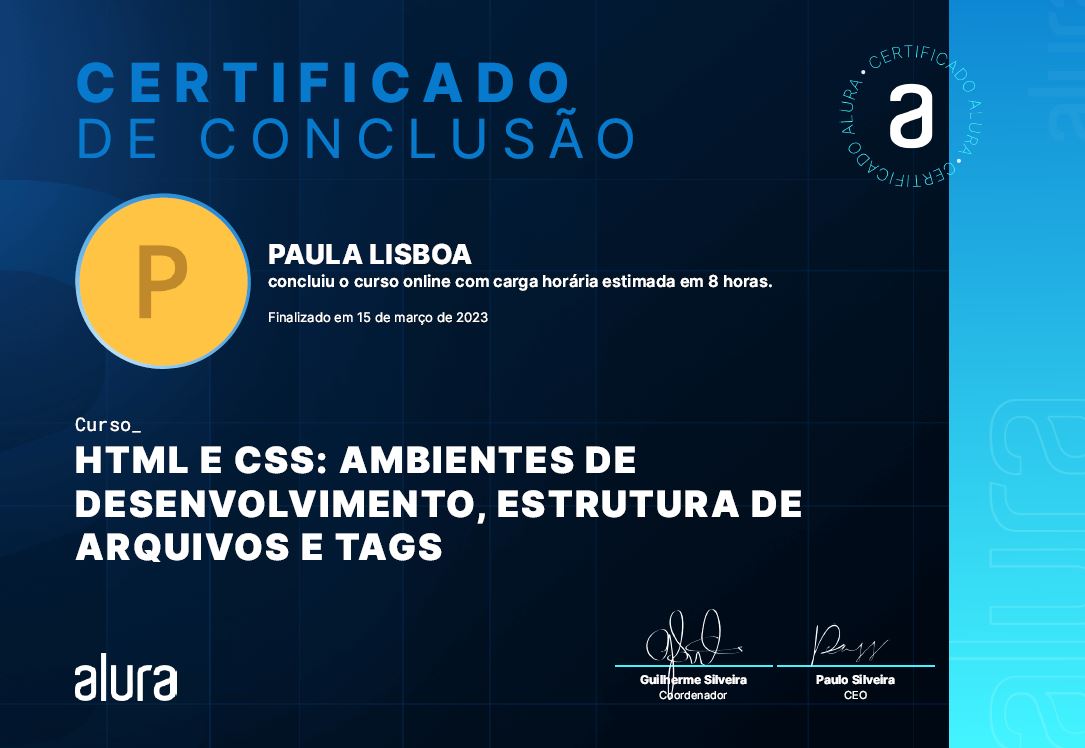 CERTIFICADO
DE CONCLUSÃO
CERTIFICADO ALURA • CERTIFICADO ALURA •
a
P
PAULA LISBOA
concluiu o curso online com carga horária estimada em 8 horas.
Finalizado em 15 de março de 2023
Curso_
HTML E CSS: AMBIENTES DE
DESENVOLVIMENTO, ESTRUTURA DE
ARQUIVOS E TAGS
alura
Guilherme Silveira
Coordenador
Paulo Silveira
CEO
alura
alura